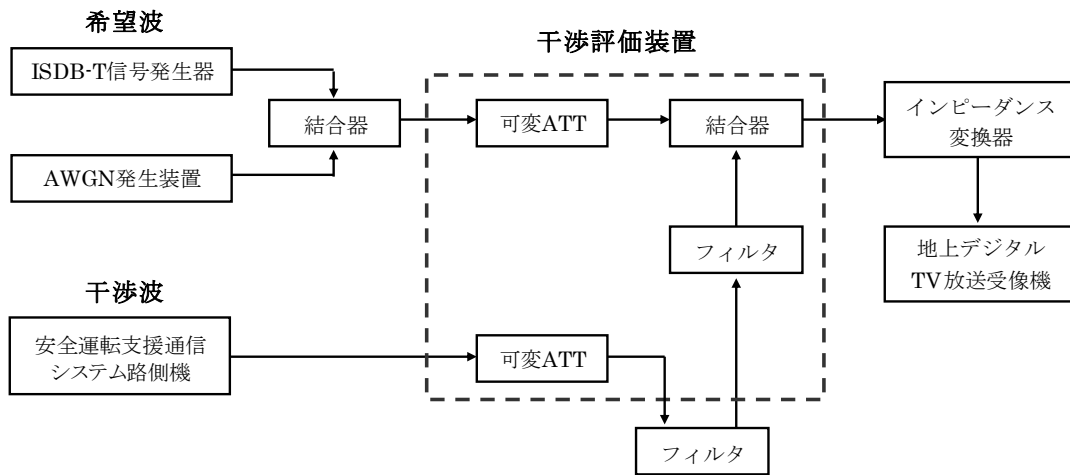 希望波
ISDB-T信号発生器
結合器
AWGN発生装置
干渉評価装置
可変ATT
結合器
インピーダンス
変換器
フィルタ
地上デジタル
TV放送受像機
干渉波
安全運転支援通信
システム路側機
可変ATT
フィルタ